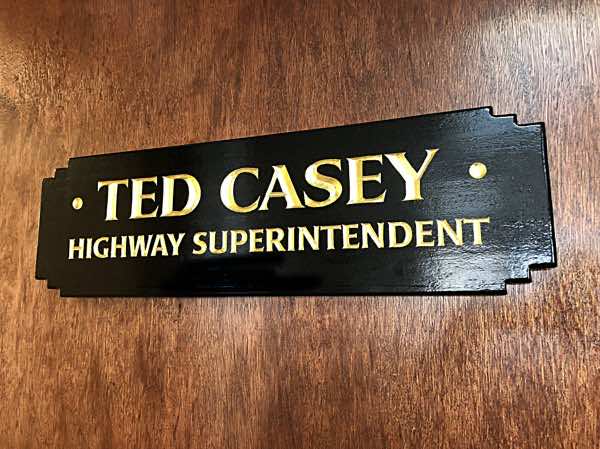 TED CASEY
HIGHWAY SUPERINTENDENT